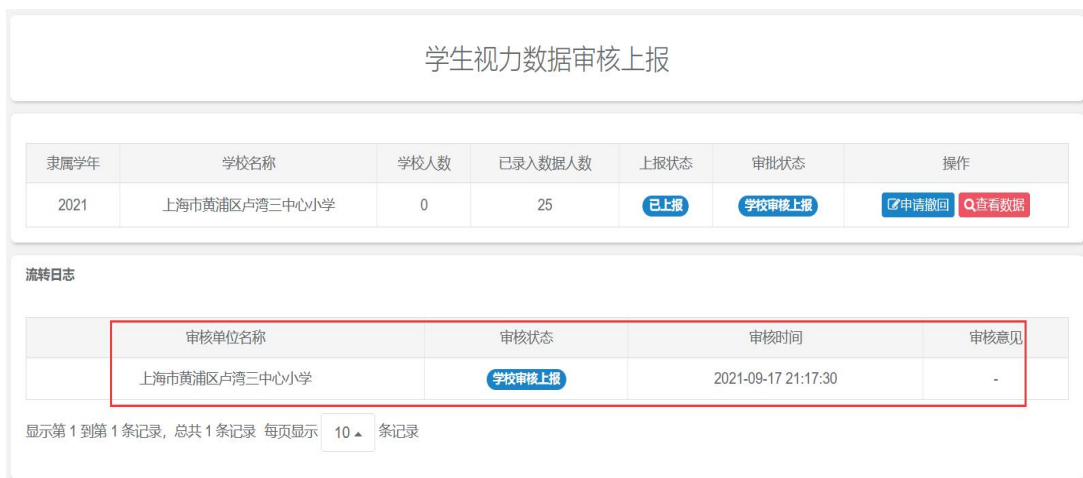 学生视力数据审核上报
隶属学年 学校名称 学校人数 已录入数据人数 上报状态 审批状态 操作
2021 上海市黄浦区卢湾三中心小学 0 25 已上报 学校审核上报 申请撤回 查看数据
流转日志
审核单位名称 审核状态 审核时间 审核意见
上海市黄浦区卢湾三中心小学 学校审核上报 2021-09-17 21:17:30 -
显示第 1 到第 1 条记录，总共 1 条记录 每页显示 10 条记录